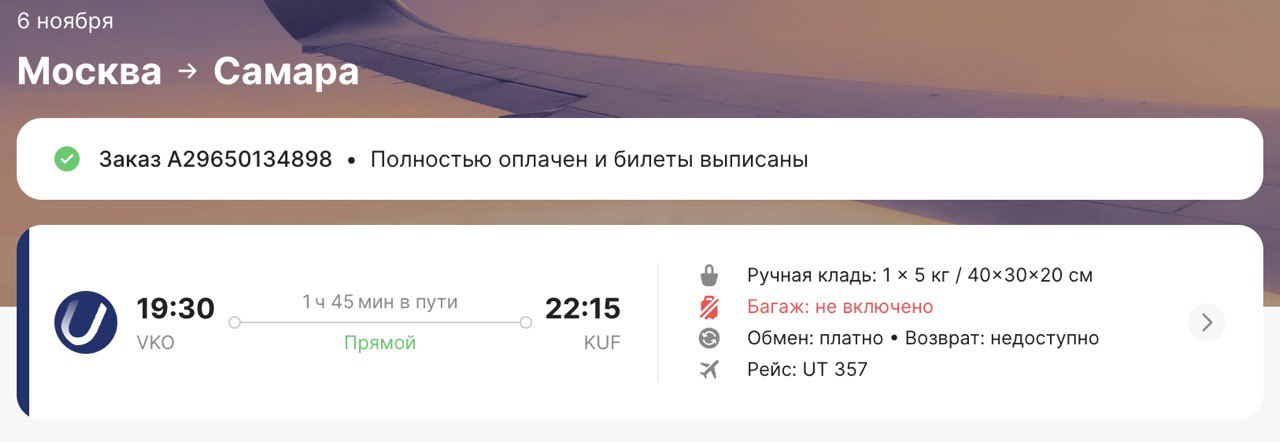 6 ноября
Москва → Самара
Заказ A29650134898 • Полностью оплачен и билеты выписаны
19:30
1 ч 45 мин в пути
22:15
VKO
Прямой
KUF
Ручная кладь: 1 × 5 кг / 40×30×20 см
Багаж: не включено
Обмен: платно • Возврат: недоступно
Рейс: UT 357